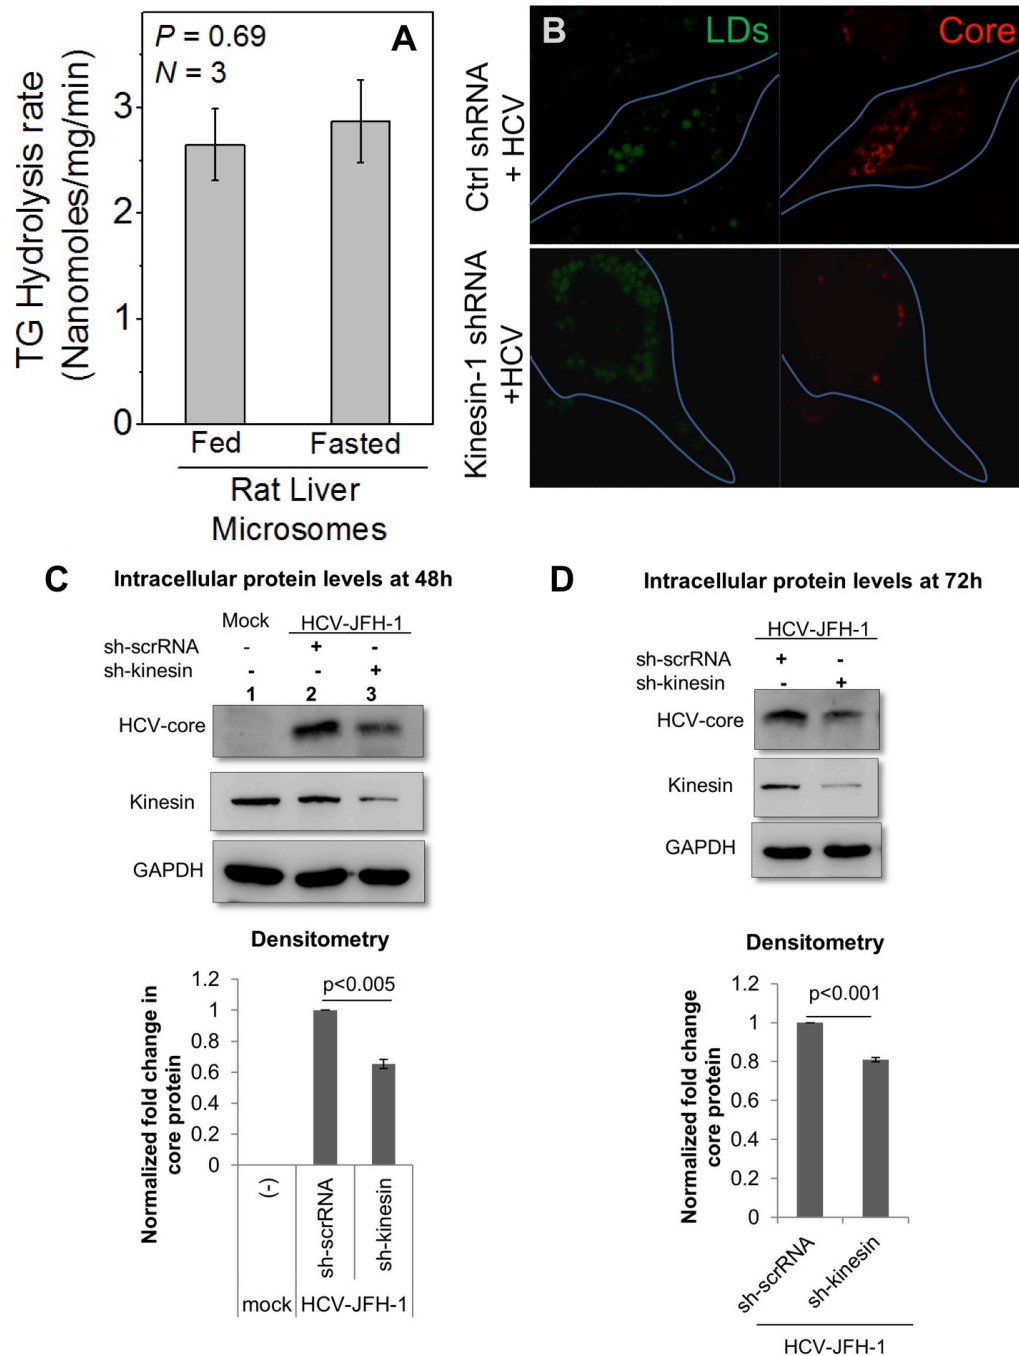 A
P = 0.69
N = 3
TG Hydrolysis rate
(Nanomoles/mg/min)
3
2
1
0
Fed
Fasted
Rat Liver
Microsomes
B
LDs
Core
Ctrl shRNA
+ HCV
Kinesin-1 shRNA
+HCV
C
Intracellular protein levels at 48h
Mock
HCV-JFH-1
sh-scrRNA - + -
sh-kinesin - - +
1 2 3
HCV-core
Kinesin
GAPDH
Densitometry
Normalized fold change in
core protein
1.2
1
0.8
0.6
0.4
0.2
0
p<0.005
(-)
sh-scrRNA
sh-kinesin
mock
HCV-JFH-1
D
Intracellular protein levels at 72h
HCV-JFH-1
sh-scrRNA + -
sh-kinesin - +
HCV-core
Kinesin
GAPDH
Densitometry
Normalized fold change
core protein
1.2
1
0.8
0.6
0.4
0.2
0
p<0.001
sh-scrRNA
sh-kinesin
HCV-JFH-1